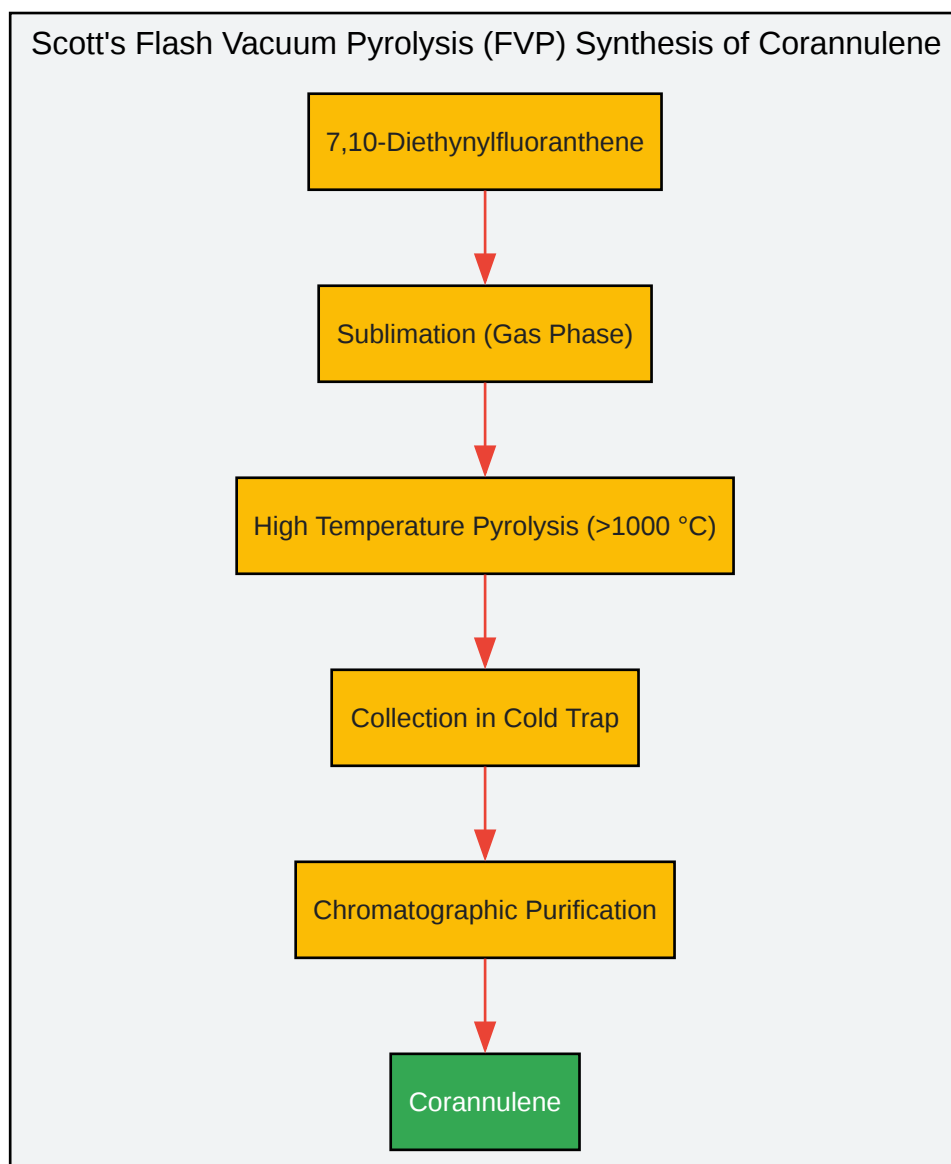 Scott's Flash Vacuum Pyrolysis (FVP) Synthesis of Corannulene
7,10-Diethynylfluoranthene
Sublimation (Gas Phase)
High Temperature Pyrolysis (>1000 °C)
Collection in Cold Trap
Chromatographic Purification
Corannulene